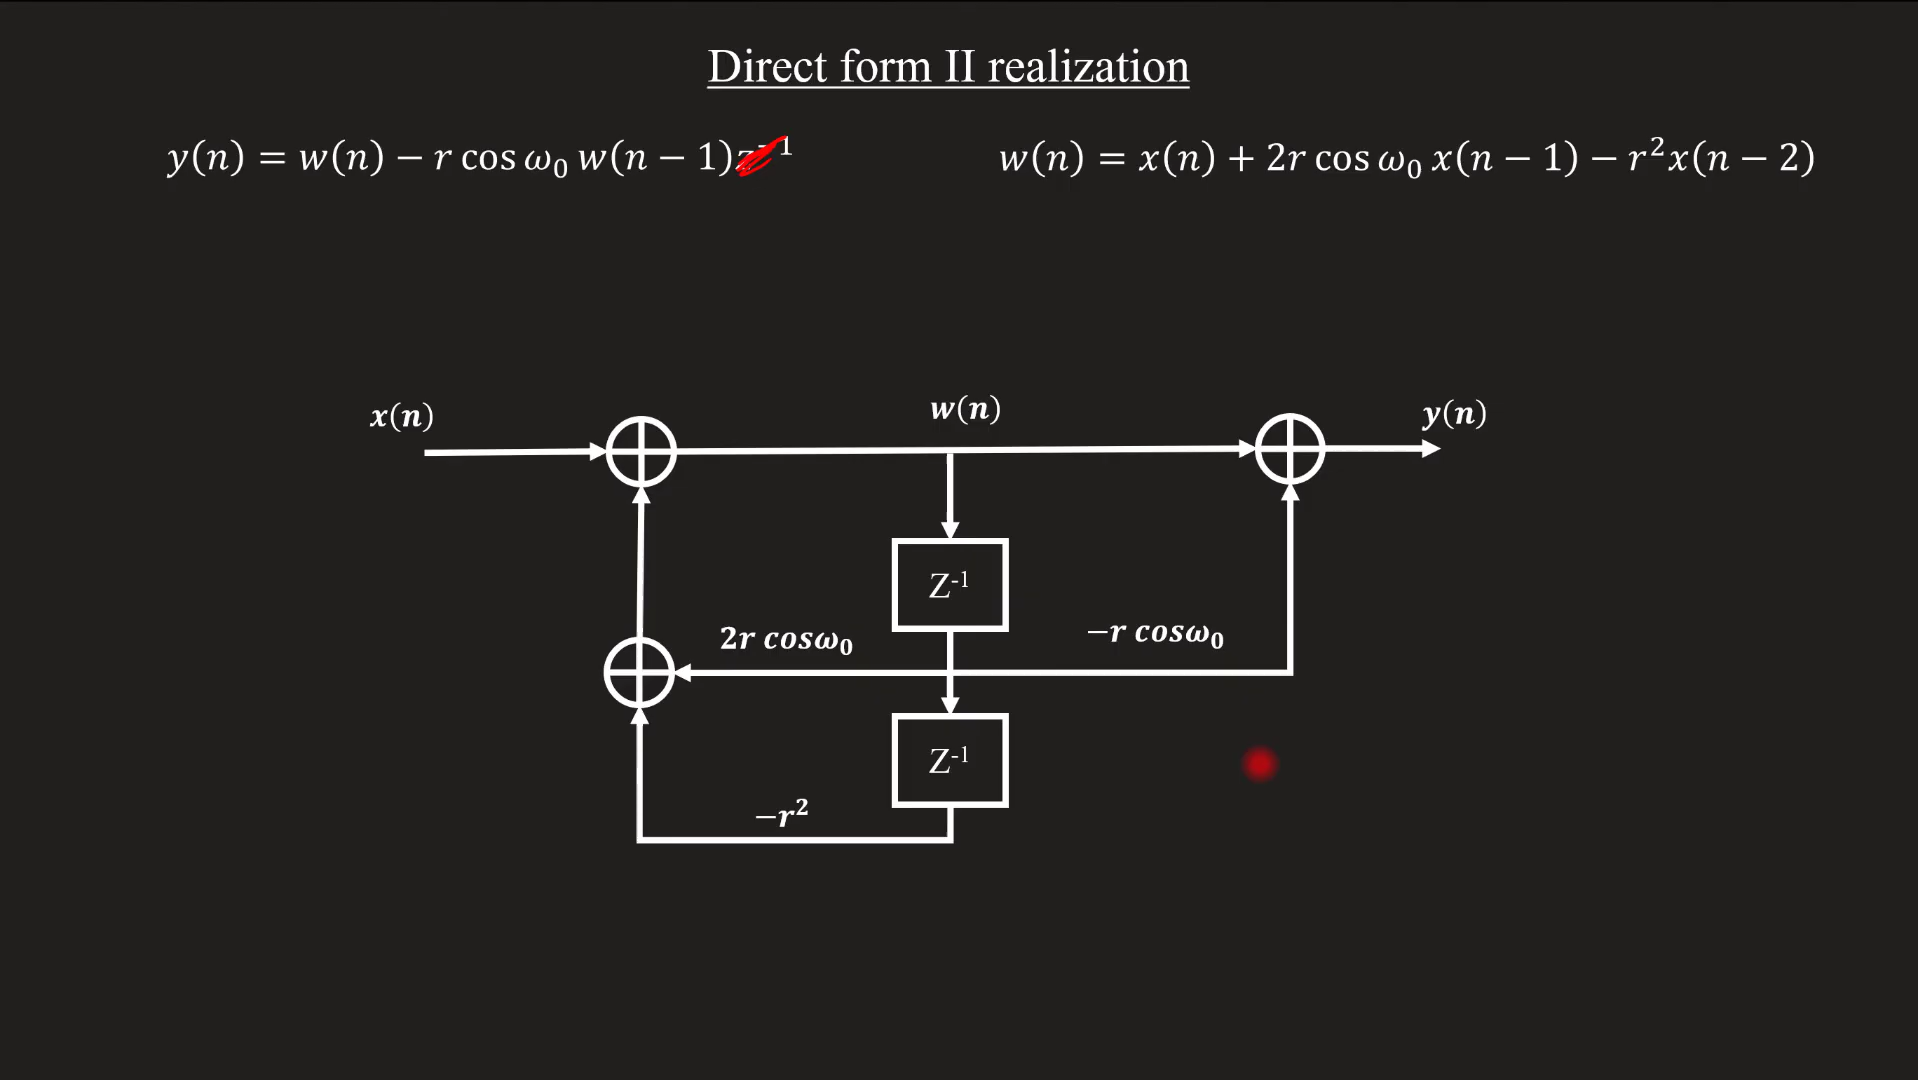 Direct form II realization
y(n) = w(n) − r cos ω₀ w(n − 1)z⁻¹
w(n) = x(n) + 2r cos ω₀ x(n − 1) − r²x(n − 2)
x(n)
w(n)
y(n)
Z⁻¹
2r cosω₀
−r cosω₀
Z⁻¹
−r²